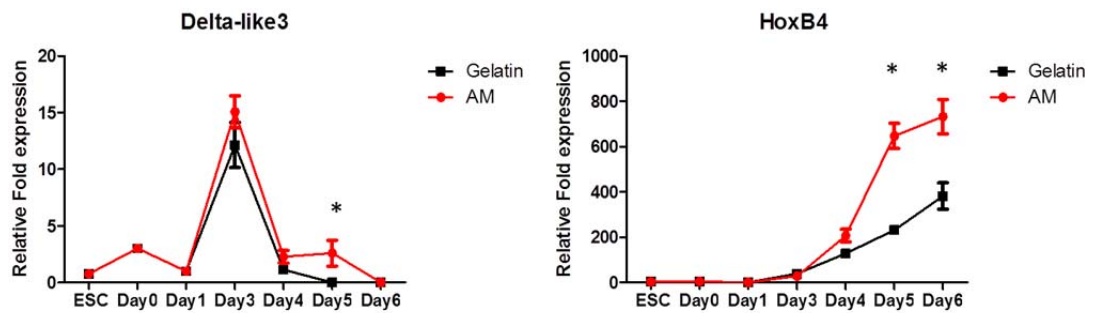 Delta-like3
Relative Fold expression
20
15
10
5
0
ESC Day0 Day1 Day3 Day4 Day5 Day6
*
Gelatin
AM
HoxB4
Relative Fold expression
1000
800
600
400
200
0
ESC Day0 Day1 Day3 Day4 Day5 Day6
* *
Gelatin
AM